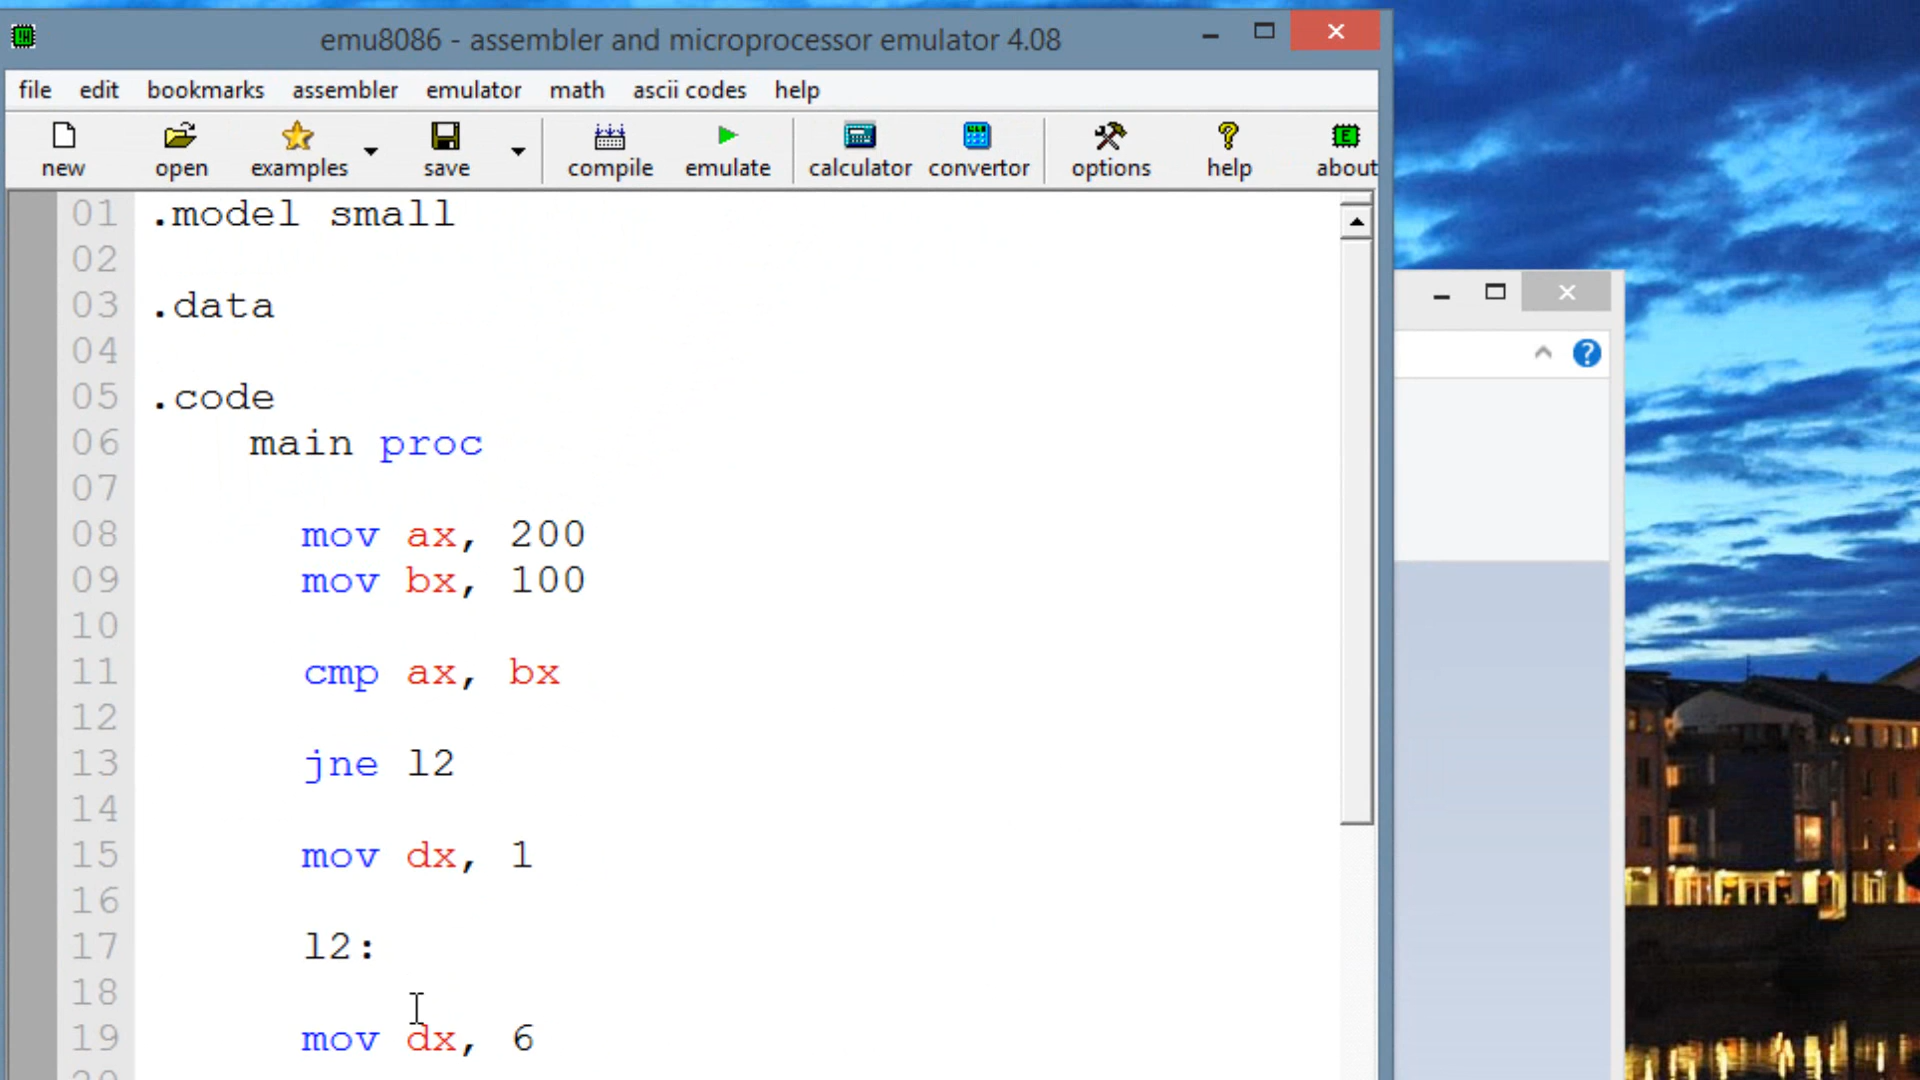 emu8086 - assembler and microprocessor emulator 4.08
file edit bookmarks assembler emulator math ascii codes help
new open examples save compile emulate calculator convertor options help about
01 .model small
02
03 .data
04
05 .code
06 main proc
07
08 mov ax, 200
09 mov bx, 100
10
11 cmp ax, bx
12
13 jne l2
14
15 mov dx, 1
16
17 l2:
18
19 mov dx, 6